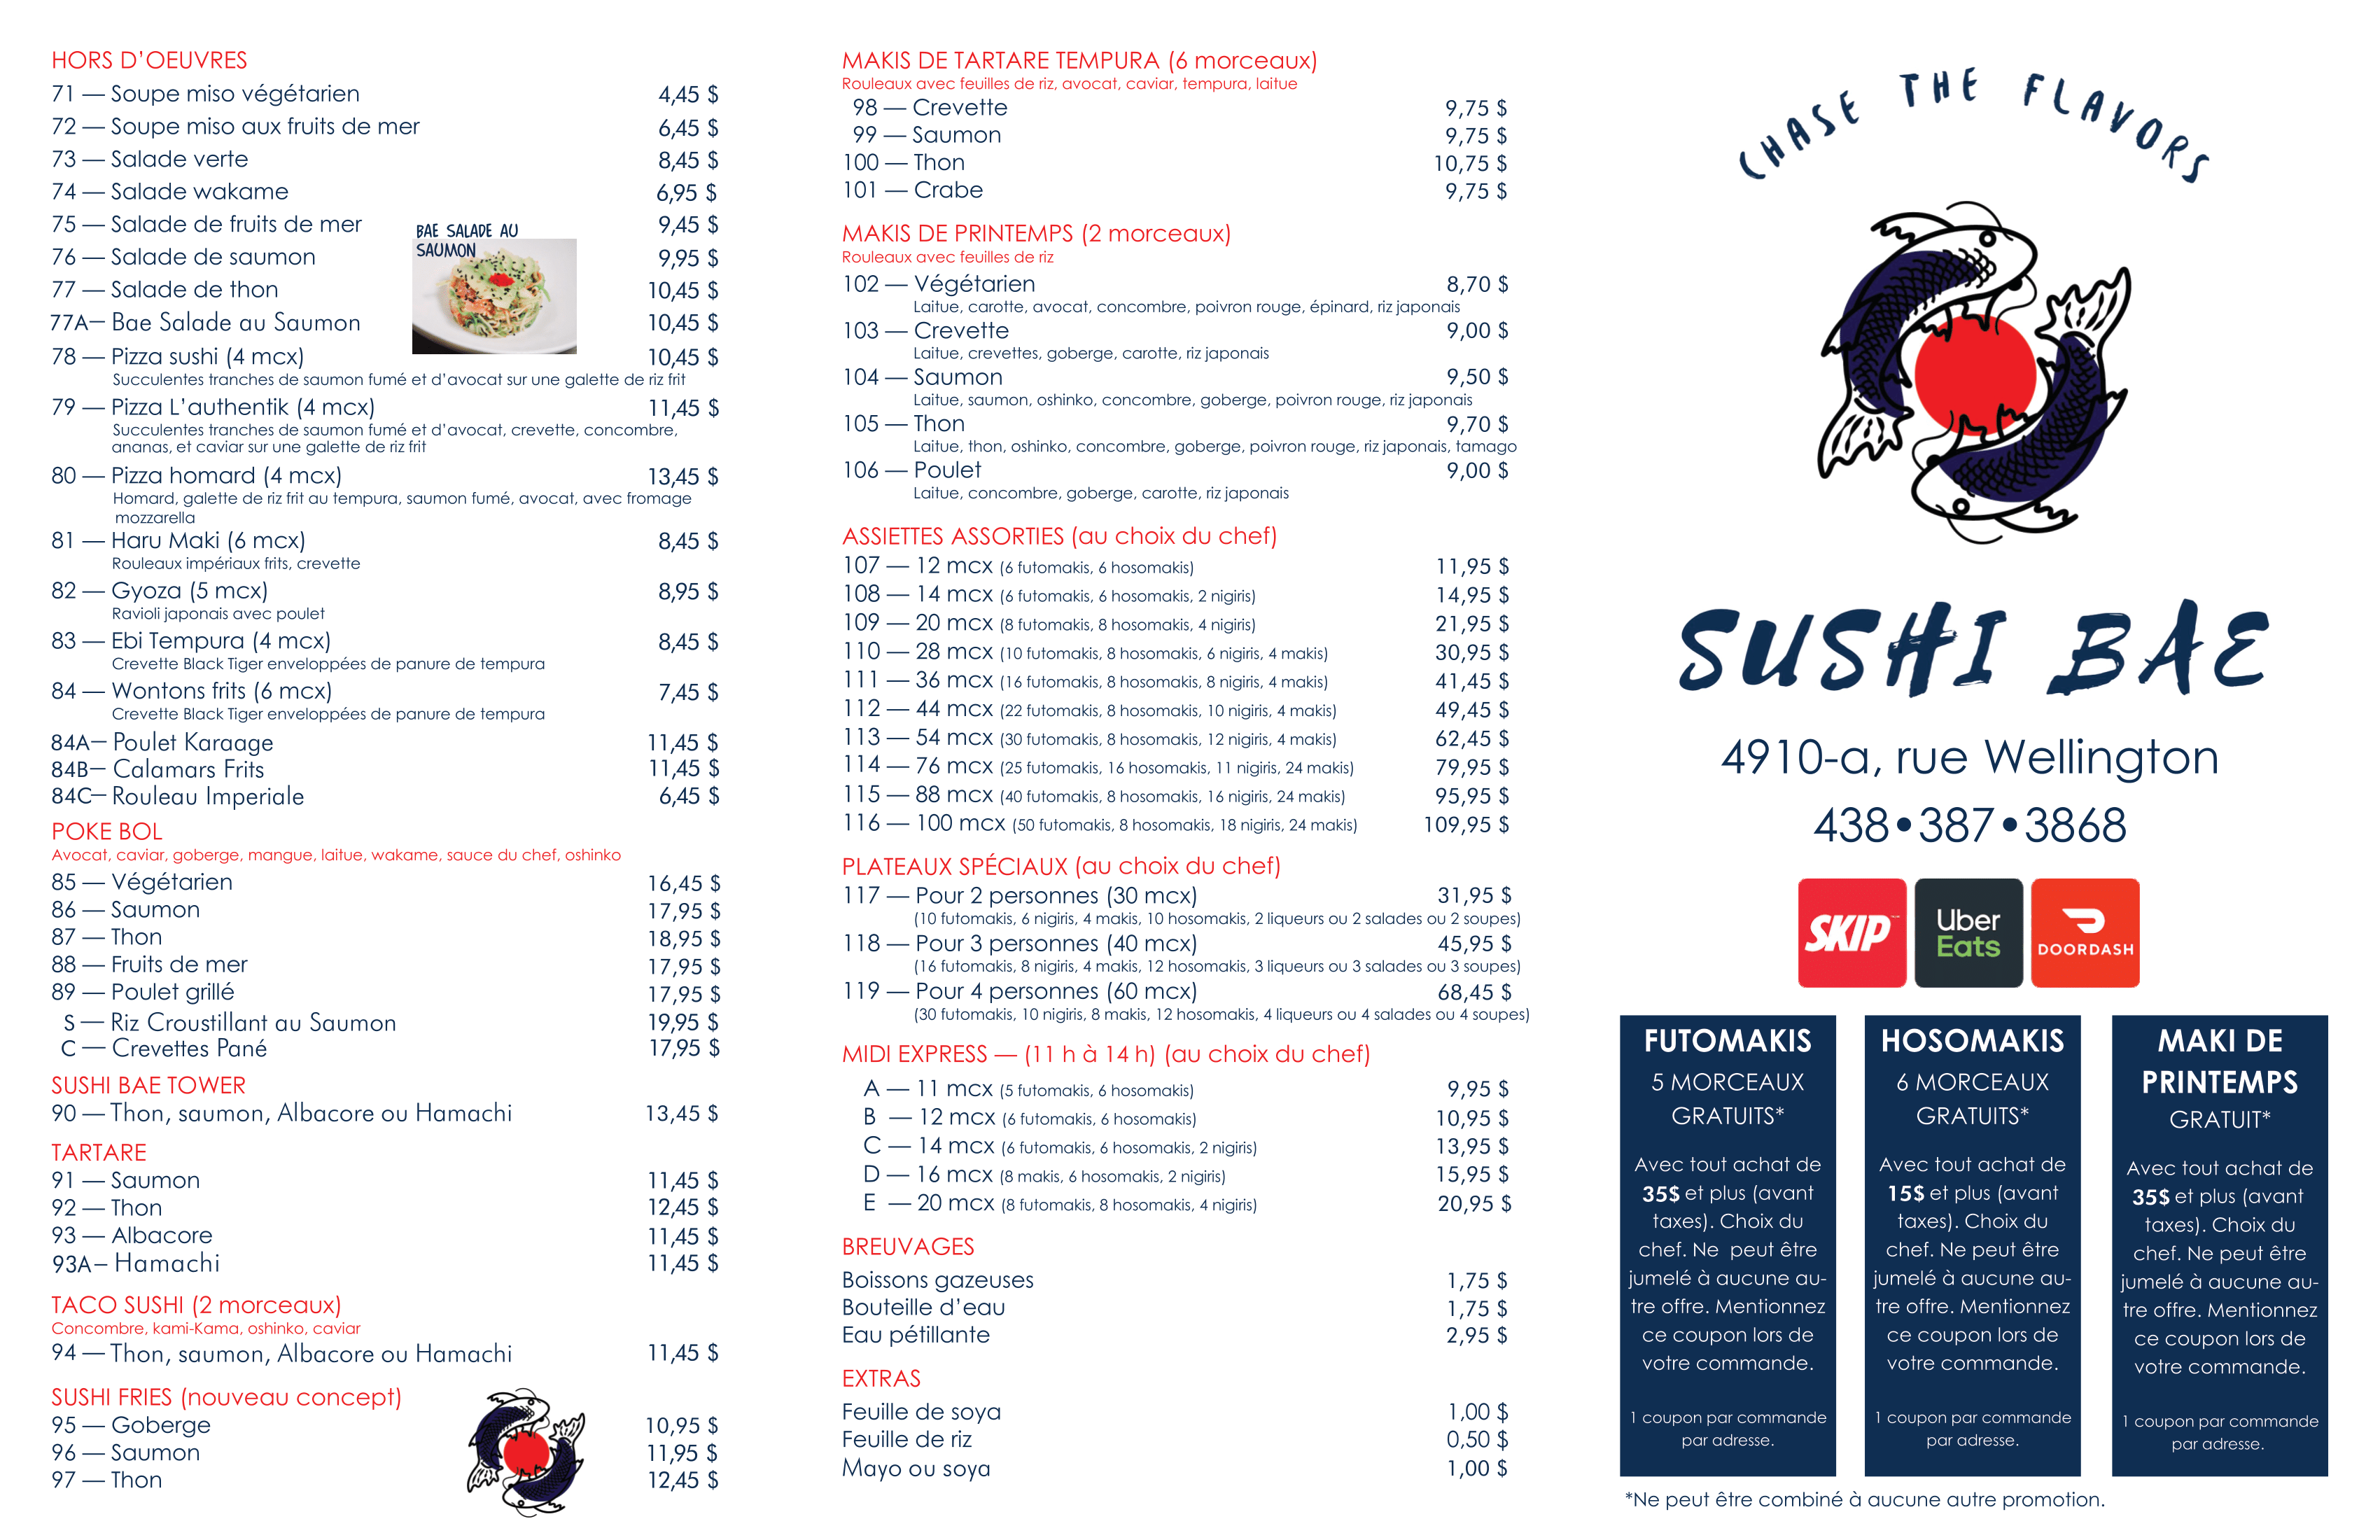 HORS D’OEUVRES
71 — Soupe miso végétarien 4,45 $
72 — Soupe miso aux fruits de mer 6,45 $
73 — Salade verte 8,45 $
74 — Salade wakame 6,95 $
75 — Salade de fruits de mer 9,45 $
76 — Salade de saumon 9,95 $
77 — Salade de thon 10,45 $
77A— Bae Salade au Saumon 10,45 $
BAE SALADE AU
SAUMON
78 — Pizza sushi (4 mcx) 10,45 $
Succulentes tranches de saumon fumé et d’avocat sur une galette de riz frit
79 — Pizza L’authentik (4 mcx) 11,45 $
Succulentes tranches de saumon fumé et d’avocat, crevette, concombre,
ananas, et caviar sur une galette de riz frit
80 — Pizza homard (4 mcx) 13,45 $
Homard, galette de riz frit au tempura, saumon fumé, avocat, avec fromage
mozzarella
81 — Haru Maki (6 mcx) 8,45 $
Rouleaux impériaux frits, crevette
82 — Gyoza (5 mcx) 8,95 $
Ravioli japonais avec poulet
83 — Ebi Tempura (4 mcx) 8,45 $
Crevette Black Tiger enveloppées de panure de tempura
84 — Wontons frits (6 mcx) 7,45 $
Crevette Black Tiger enveloppées de panure de tempura
84A— Poulet Karaage 11,45 $
84B— Calamars Frits 11,45 $
84C— Rouleau Imperiale 6,45 $
POKE BOL
Avocat, caviar, goberge, mangue, laitue, wakame, sauce du chef, oshinko
85 — Végétarien 16,45 $
86 — Saumon 17,95 $
87 — Thon 18,95 $
88 — Fruits de mer 17,95 $
89 — Poulet grillé 17,95 $
S — Riz Croustillant au Saumon 19,95 $
C — Crevettes Pané 17,95 $
SUSHI BAE TOWER
90 — Thon, saumon, Albacore ou Hamachi 13,45 $
TARTARE
91 — Saumon 11,45 $
92 — Thon 12,45 $
93 — Albacore 11,45 $
93A— Hamachi 11,45 $
TACO SUSHI (2 morceaux)
Concombre, kami-Kama, oshinko, caviar
94 — Thon, saumon, Albacore ou Hamachi 11,45 $
SUSHI FRIES (nouveau concept)
95 — Goberge 10,95 $
96 — Saumon 11,95 $
97 — Thon 12,45 $
MAKIS DE TARTARE TEMPURA (6 morceaux)
Rouleaux avec feuilles de riz, avocat, caviar, tempura, laitue
98 — Crevette 9,75 $
99 — Saumon 9,75 $
100 — Thon 10,75 $
101 — Crabe 9,75 $
MAKIS DE PRINTEMPS (2 morceaux)
Rouleaux avec feuilles de riz
102 — Végétarien 8,70 $
Laitue, carotte, avocat, concombre, poivron rouge, épinard, riz japonais
103 — Crevette 9,00 $
Laitue, crevettes, goberge, carotte, riz japonais
104 — Saumon 9,50 $
Laitue, saumon, oshinko, concombre, goberge, poivron rouge, riz japonais
105 — Thon 9,70 $
Laitue, thon, oshinko, concombre, goberge, poivron rouge, riz japonais, tamago
106 — Poulet 9,00 $
Laitue, concombre, goberge, carotte, riz japonais
ASSIETTES ASSORTIES (au choix du chef)
107 — 12 mcx (6 futomakis, 6 hosomakis) 11,95 $
108 — 14 mcx (6 futomakis, 6 hosomakis, 2 nigiris) 14,95 $
109 — 20 mcx (8 futomakis, 8 hosomakis, 4 nigiris) 21,95 $
110 — 28 mcx (10 futomakis, 8 hosomakis, 6 nigiris, 4 makis) 30,95 $
111 — 36 mcx (16 futomakis, 8 hosomakis, 8 nigiris, 4 makis) 41,45 $
112 — 44 mcx (22 futomakis, 8 hosomakis, 10 nigiris, 4 makis) 49,45 $
113 — 54 mcx (30 futomakis, 8 hosomakis, 12 nigiris, 4 makis) 62,45 $
114 — 76 mcx (25 futomakis, 16 hosomakis, 11 nigiris, 24 makis) 79,95 $
115 — 88 mcx (40 futomakis, 8 hosomakis, 16 nigiris, 24 makis) 95,95 $
116 — 100 mcx (50 futomakis, 8 hosomakis, 18 nigiris, 24 makis) 109,95 $
PLATEAUX SPÉCIAUX (au choix du chef)
117 — Pour 2 personnes (30 mcx) 31,95 $
(10 futomakis, 6 nigiris, 4 makis, 10 hosomakis, 2 liqueurs ou 2 salades ou 2 soupes)
118 — Pour 3 personnes (40 mcx) 45,95 $
(16 futomakis, 8 nigiris, 4 makis, 12 hosomakis, 3 liqueurs ou 3 salades ou 3 soupes)
119 — Pour 4 personnes (60 mcx) 68,45 $
(30 futomakis, 10 nigiris, 8 makis, 12 hosomakis, 4 liqueurs ou 4 salades ou 4 soupes)
MIDI EXPRESS — (11 h à 14 h) (au choix du chef)
A — 11 mcx (5 futomakis, 6 hosomakis) 9,95 $
B — 12 mcx (6 futomakis, 6 hosomakis) 10,95 $
C — 14 mcx (6 futomakis, 6 hosomakis, 2 nigiris) 13,95 $
D — 16 mcx (8 makis, 6 hosomakis, 2 nigiris) 15,95 $
E — 20 mcx (8 futomakis, 8 hosomakis, 4 nigiris) 20,95 $
BREUVAGES
Boissons gazeuses 1,75 $
Bouteille d’eau 1,75 $
Eau pétillante 2,95 $
EXTRAS
Feuille de soya 1,00 $
Feuille de riz 0,50 $
Mayo ou soya 1,00 $
CHASE THE FLAVORS
SUSHI BAE
4910-a, rue Wellington
438•387•3868
SKIP
Uber
Eats
DOORDASH
FUTOMAKIS
5 MORCEAUX
GRATUITS*
Avec tout achat de
35$ et plus (avant
taxes). Choix du
chef. Ne peut être
jumelé à aucune au-
tre offre. Mentionnez
ce coupon lors de
votre commande.
1 coupon par commande
par adresse.
HOSOMAKIS
6 MORCEAUX
GRATUITS*
Avec tout achat de
15$ et plus (avant
taxes). Choix du
chef. Ne peut être
jumelé à aucune au-
tre offre. Mentionnez
ce coupon lors de
votre commande.
1 coupon par commande
par adresse.
MAKI DE
PRINTEMPS
GRATUIT*
Avec tout achat de
35$ et plus (avant
taxes). Choix du
chef. Ne peut être
jumelé à aucune au-
tre offre. Mentionnez
ce coupon lors de
votre commande.
1 coupon par commande
par adresse.
*Ne peut être combiné à aucune autre promotion.